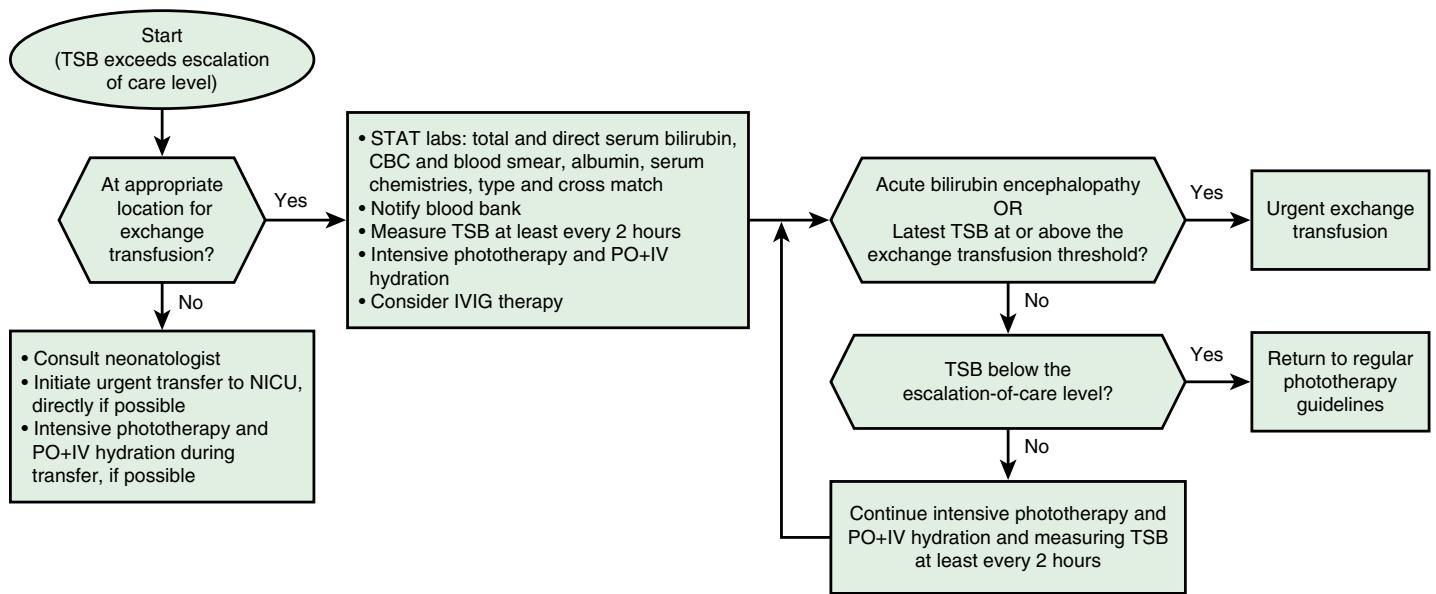 Start
(TSB exceeds escalation
of care level)
At appropriate
location for
exchange
transfusion?
Yes
No
• Consult neonatologist
• Initiate urgent transfer to NICU,
directly if possible
• Intensive phototherapy and
PO+IV hydration during
transfer, if possible
• STAT labs: total and direct serum bilirubin,
CBC and blood smear, albumin, serum
chemistries, type and cross match
• Notify blood bank
• Measure TSB at least every 2 hours
• Intensive phototherapy and PO+IV
hydration
• Consider IVIG therapy
Acute bilirubin encephalopathy
OR
Latest TSB at or above the
exchange transfusion threshold?
Yes
Urgent exchange
transfusion
No
TSB below the
escalation-of-care level?
Yes
Return to regular
phototherapy
guidelines
No
Continue intensive phototherapy and
PO+IV hydration and measuring TSB
at least every 2 hours